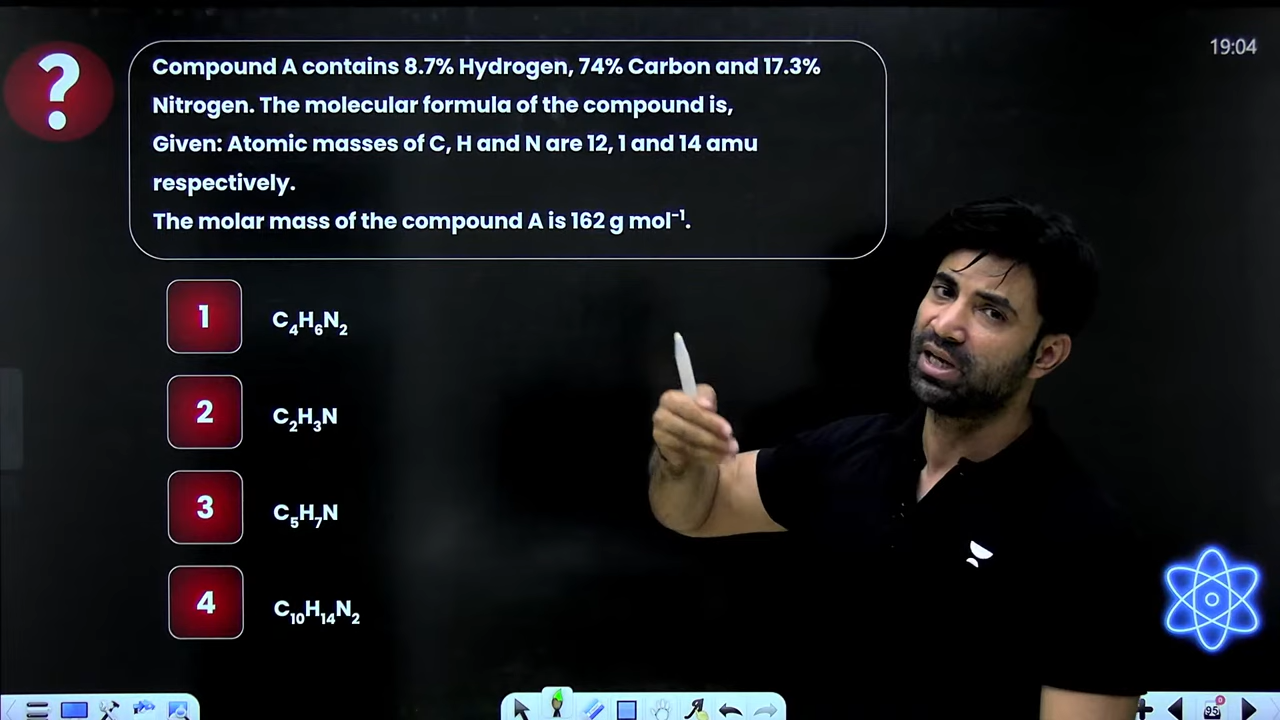 19:04
?
Compound A contains 8.7% Hydrogen, 74% Carbon and 17.3%
Nitrogen. The molecular formula of the compound is,
Given: Atomic masses of C, H and N are 12, 1 and 14 amu
respectively.
The molar mass of the compound A is 162 g mol⁻¹.
1 C₄H₆N₂
2 C₂H₃N
3 C₅H₇N
4 C₁₀H₁₄N₂
95